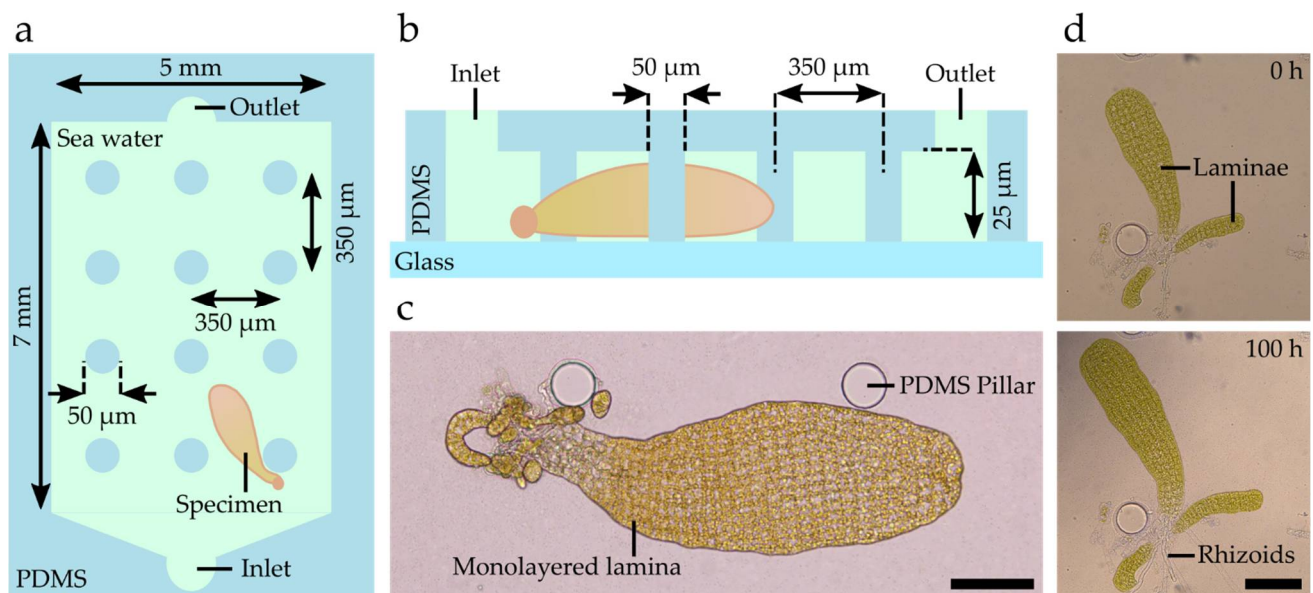 a
5 mm
Outlet
Sea water
7 mm
350 µm
350 µm
50 µm
Specimen
PDMS
Inlet
b
Inlet
50 µm
350 µm
Outlet
PDMS
25 µm
Glass
c
PDMS Pillar
Monolayered lamina
d
0 h
Laminae
100 h
Rhizoids